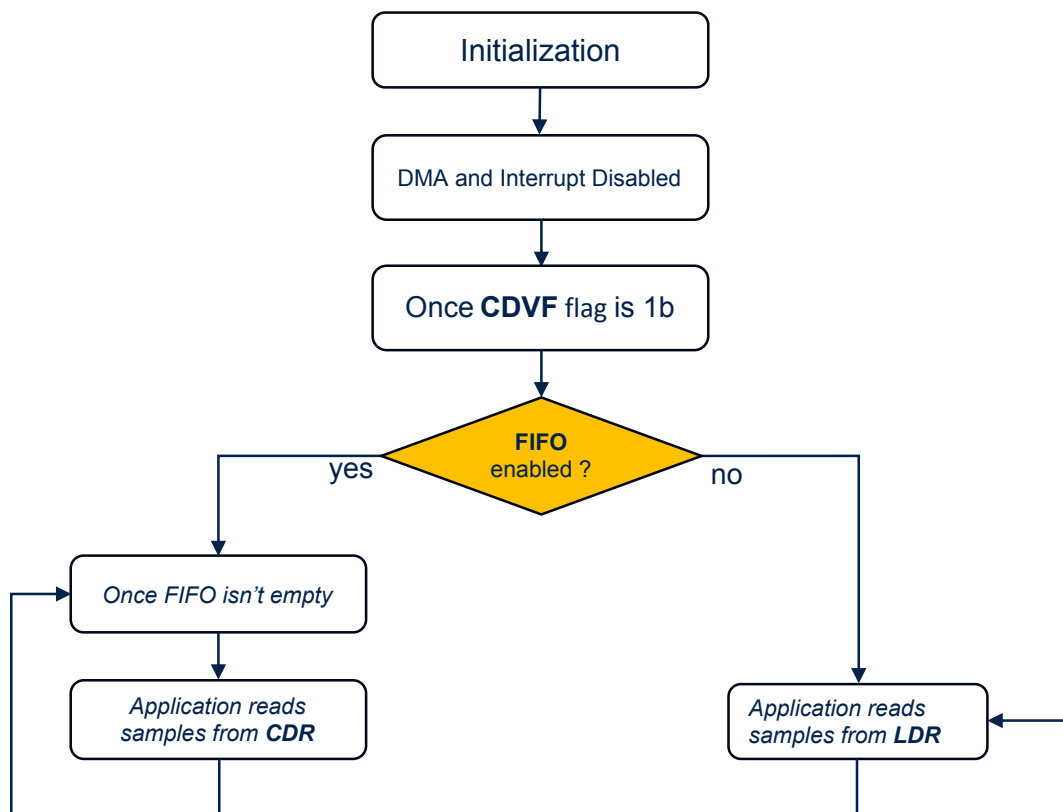 Initialization
DMA and Interrupt Disabled
Once CDVF flag is 1b
FIFO
enabled ?
yes
no
Once FIFO isn’t empty
Application reads
samples from CDR
Application reads
samples from LDR